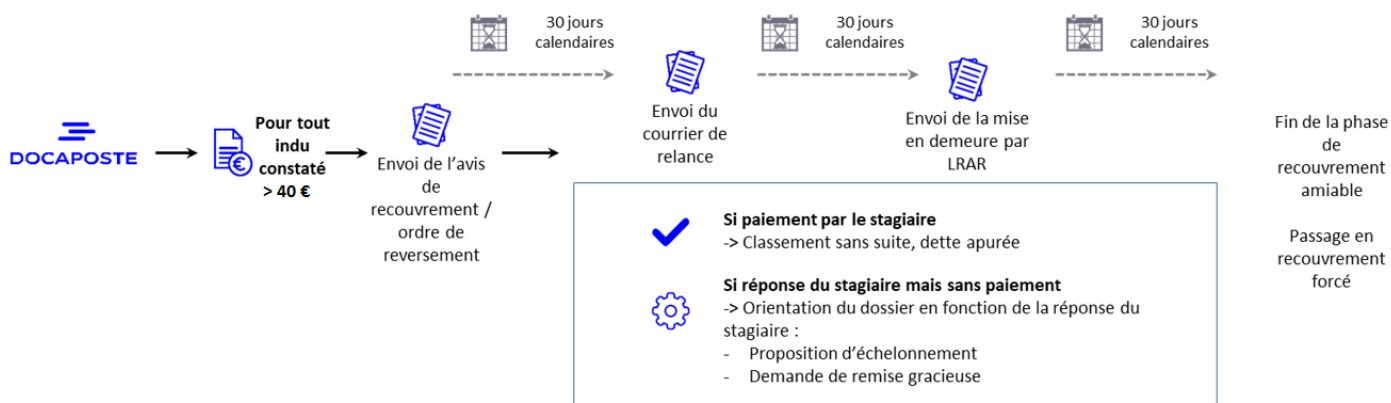 30 jours
calendaires
30 jours
calendaires
30 jours
calendaires
DOCAPOSTE
Pour tout
indu
constaté
> 40 €
Envoi de l’avis
de
recouvrement /
ordre de
reversement
Envoi du
courrier de
relance
Envoi de la mise
en demeure par
LRAR
Fin de la phase
de
recouvrement
amiable
Passage en
recouvrement
forcé
Si paiement par le stagiaire
-> Classement sans suite, dette apurée
Si réponse du stagiaire mais sans paiement
-> Orientation du dossier en fonction de la réponse du
stagiaire :
- Proposition d’échelonnement
- Demande de remise gracieuse